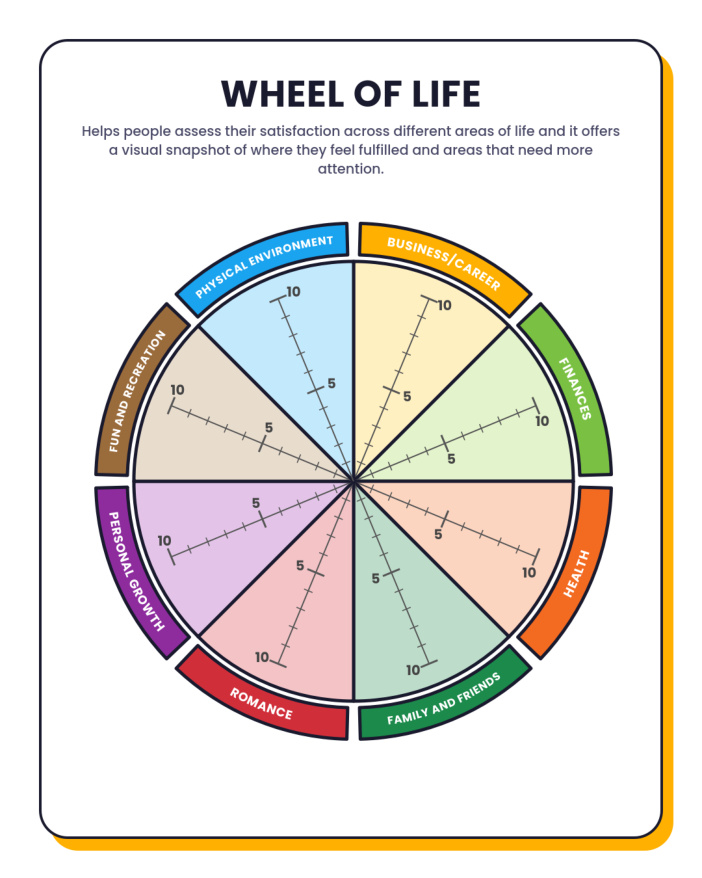 WHEEL OF LIFE
Helps people assess their satisfaction across different areas of life and it offers
a visual snapshot of where they feel fulfilled and areas that need more
attention.
PHYSICAL ENVIRONMENT
BUSINESS/CAREER
FINANCES
HEALTH
FAMILY AND FRIENDS
ROMANCE
PERSONAL GROWTH
FUN AND RECREATION
10
5
10
5
10
5
10
5
10
5
10
5
10
5
10
5